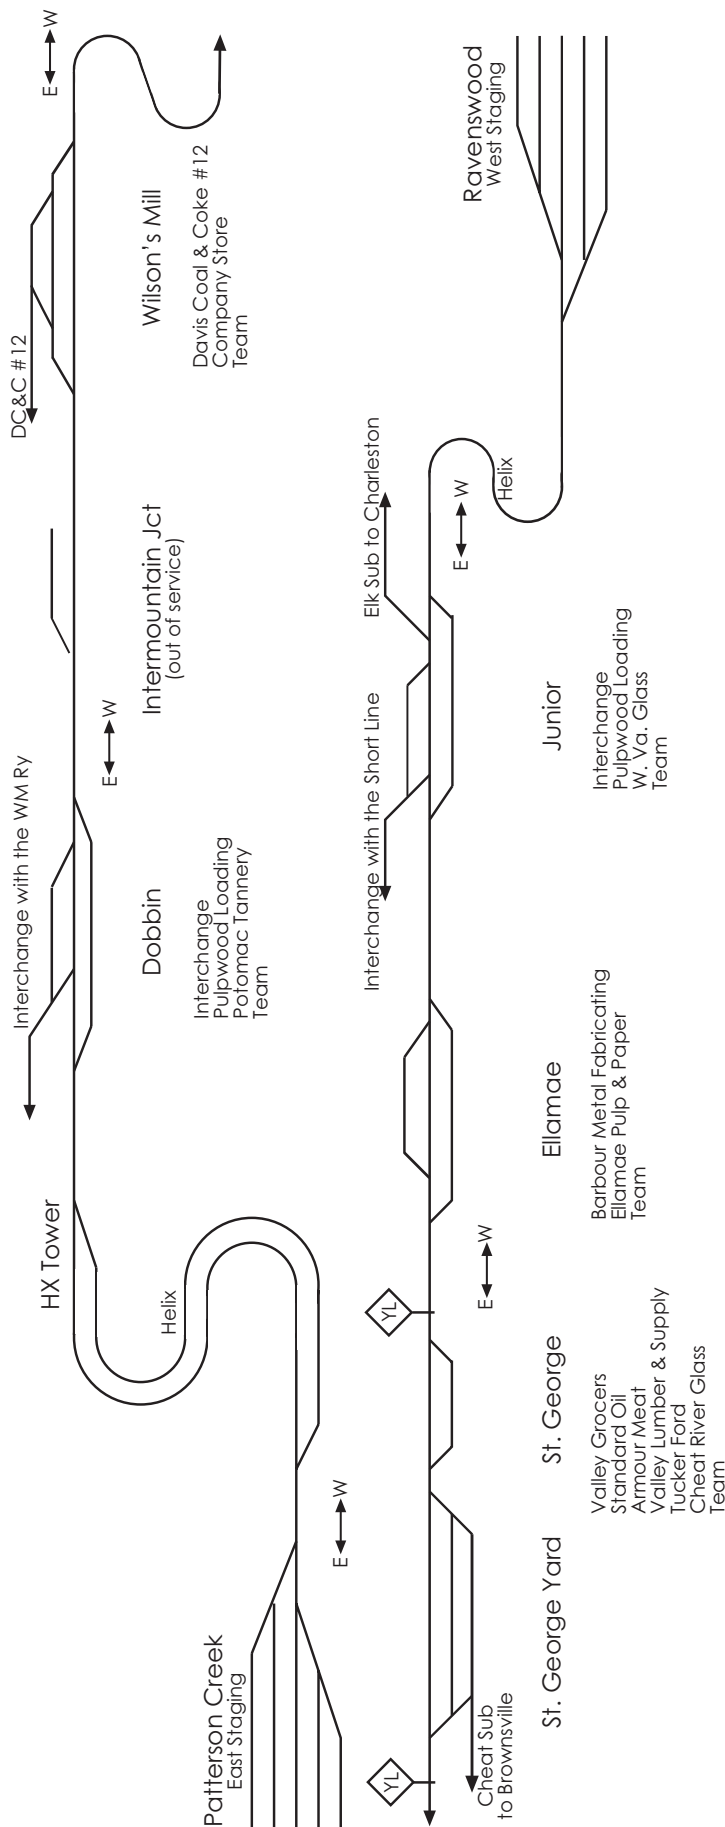 Patterson Creek
East Staging
E W
Helix
HX Tower
Interchange with the WM Ry
Dobbin
Interchange
Pulpwood Loading
Potomac Tannery
Team
E W
Intermountain Jct
(out of service)
DC&C #12
Wilson's Mill
Davis Coal & Coke #12
Company Store
Team
E W
YL
Cheat Sub
to Brownsville
St. George Yard
St. George
Valley Grocers
Standard Oil
Armour Meat
Valley Lumber & Supply
Tucker Ford
Cheat River Glass
Team
YL
E W
Ellamae
Barbour Metal Fabricating
Ellamae Pulp & Paper
Team
Interchange with the Short Line
Junior
Interchange
Pulpwood Loading
W. Va. Glass
Team
Elk Sub to Charleston
E W
Helix
Ravenswood
West Staging